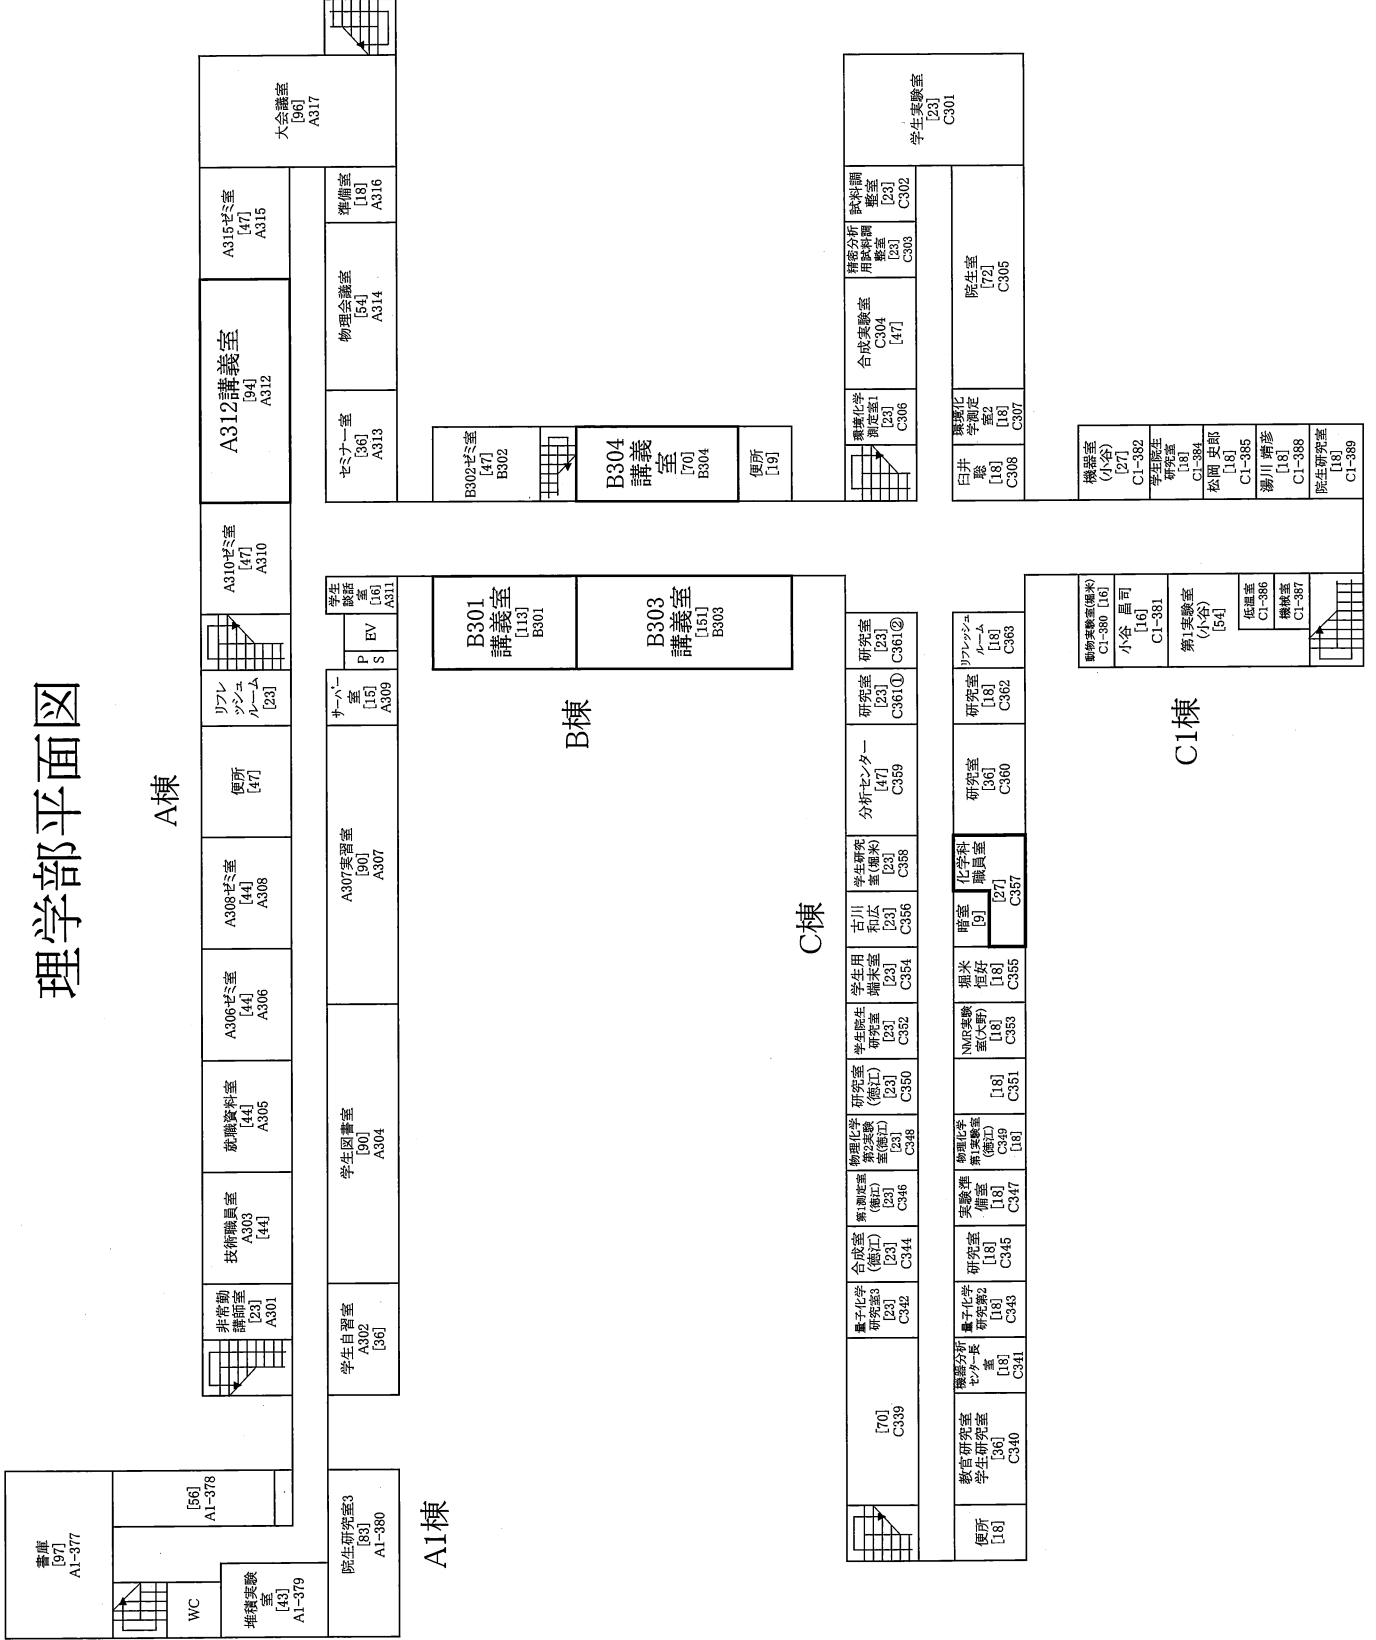 理学部平面図
A棟
A1棟
B棟
C棟
C1棟
書庫
[97]
A1-377
[56]
A1-378
WC
堆積実験
室
[43]
A1-379
院生研究室3
[83]
A1-380
非常勤
講師室
[23]
A301
技術職員室
A303
[44]
就職資料室
[44]
A305
A306ゼミ室
[44]
A306
A308ゼミ室
[44]
A308
便所
[47]
リフレ
ッシュ
ルーム
[23]
A310ゼミ室
[47]
A310
A312講義室
[94]
A312
A315ゼミ室
[47]
A315
大会議室
[96]
A317
学生自習室
A302
[36]
学生図書室
[90]
A304
A307実習室
[90]
A307
サーバー
室
[15]
A309
P
S
EV
学生
談話
室
[16]
A311
セミナー室
[36]
A313
物理会議室
[54]
A314
準備室
[18]
A316
B301
講義室
[113]
B301
B303
講義室
[151]
B303
B302ゼミ室
[47]
B302
B304
講義
室
[70]
B304
便所
[19]
[70]
C339
量子化学
研究室3
[23]
C342
合成室
(徳江)
[23]
C344
第1測定室
(徳江)
[23]
C346
物理化学
第2実験
室(徳江)
[23]
C348
研究室
(徳江)
[23]
C350
学生院生
研究室
[23]
C352
学生用
端末室
[23]
C354
古川
和広
[23]
C356
学生研究
室(堀米)
[23]
C358
分析センター
[47]
C359
研究室
[23]
C361①
研究室
[23]
C361②
環境化学
測定室1
[23]
C306
合成実験室
C304
[47]
精密分析
用試料調
整室
[23]
C303
試料調
整室
[23]
C302
学生実験室
[23]
C301
便所
[18]
教官研究室
学生研究室
[36]
C340
機器分析
センター長
室
[18]
C341
量子化学
研究第2
[18]
C343
研究室
[18]
C345
実験準
備室
[18]
C347
物理化学
第1実験室
(徳江)
C349
[18]
[18]
C351
NMR実験
室(大野)
[18]
C353
堀米
恒好
[18]
C355
暗室
[9]
化学科
職員室
[27]
C357
研究室
[36]
C360
研究室
[18]
C362
リフレッシュ
ルーム
[18]
C363
臼井
聡
[18]
C308
環境化
学測定
室2
[18]
C307
院生室
[72]
C305
動物実験室(堀米)
C1-380 [16]
小谷 昌司
[16]
C1-381
第1実験室
(小谷)
[54]
低温室
C1-386
機械室
C1-387
機器室
(小谷)
[27]
C1-382
学生院生
研究室
[18]
C1-384
松岡 史郎
[18]
C1-385
湯川 靖彦
[18]
C1-388
院生研究室
[18]
C1-389